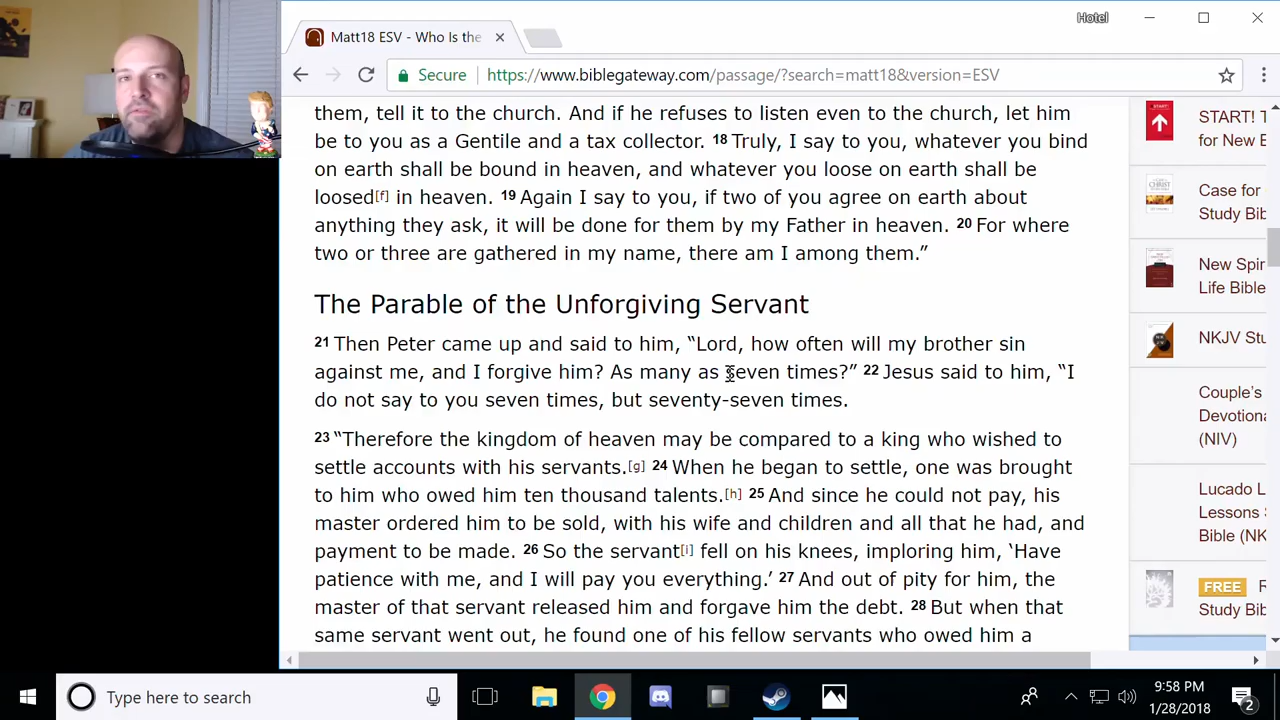 Hotel
Matt18 ESV - Who Is the
Secure
https://www.biblegateway.com/passage/?search=matt18&version=ESV
them, tell it to the church. And if he refuses to listen even to the church, let him
be to you as a Gentile and a tax collector. 18 Truly, I say to you, whatever you bind
on earth shall be bound in heaven, and whatever you loose on earth shall be
loosed[f] in heaven. 19 Again I say to you, if two of you agree on earth about
anything they ask, it will be done for them by my Father in heaven. 20 For where
two or three are gathered in my name, there am I among them.”
The Parable of the Unforgiving Servant
21 Then Peter came up and said to him, “Lord, how often will my brother sin
against me, and I forgive him? As many as seven times?” 22 Jesus said to him, “I
do not say to you seven times, but seventy-seven times.
23 “Therefore the kingdom of heaven may be compared to a king who wished to
settle accounts with his servants.[g] 24 When he began to settle, one was brought
to him who owed him ten thousand talents.[h] 25 And since he could not pay, his
master ordered him to be sold, with his wife and children and all that he had, and
payment to be made. 26 So the servant[i] fell on his knees, imploring him, ‘Have
patience with me, and I will pay you everything.’ 27 And out of pity for him, the
master of that servant released him and forgave him the debt. 28 But when that
same servant went out, he found one of his fellow servants who owed him a
START! T
for New E
Case for
Study Bib
New Spir
Life Bible
NKJV Stu
Couple's
Devotiona
(NIV)
Lucado L
Lessons S
Bible (NK
FREE R
Study Bib
Type here to search
9:58 PM
1/28/2018
2